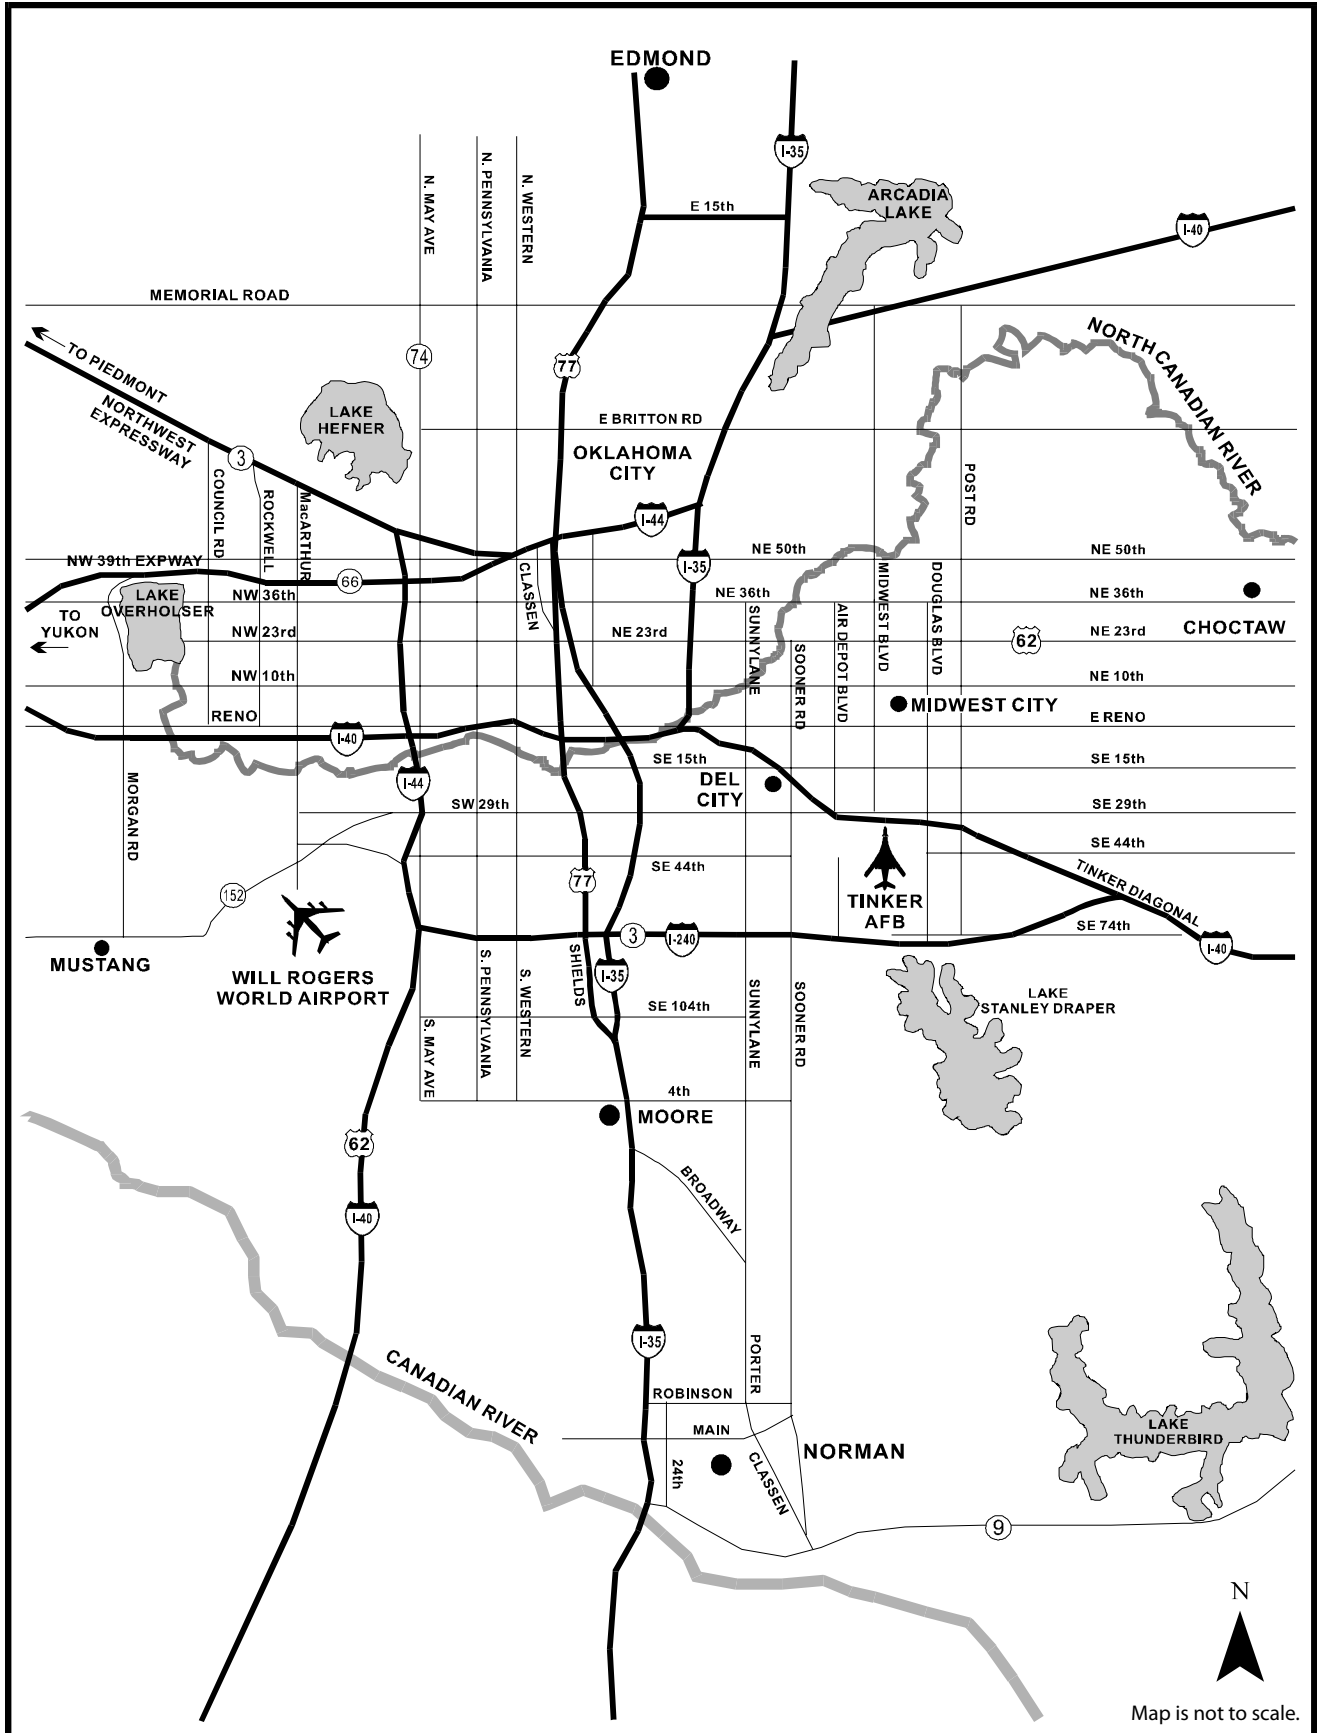 EDMOND
I-35
ARCADIA
LAKE
E 15th
I-40
N. MAY AVE
N. PENNSYLVANIA
N. WESTERN
MEMORIAL ROAD
TO PIEDMONT
NORTHWEST
EXPRESSWAY
74
77
NORTH CANADIAN RIVER
LAKE
HEFNER
E BRITTON RD
OKLAHOMA
CITY
3
COUNCIL RD
ROCKWELL
MacARTHUR
I-44
POST RD
NW 39th EXPWAY
I-35
NE 50th
NE 50th
66
CLASSEN
MIDWEST BLVD
DOUGLAS BLVD
LAKE
OVERHOLSER
NW 36th
NE 36th
NE 36th
TO
YUKON
NW 23rd
NE 23rd
SUNNYLANE
SOONER RD
AIR DEPOT BLVD
62
NE 23rd
CHOCTAW
NW 10th
NE 10th
MIDWEST CITY
RENO
E RENO
I-40
SE 15th
SE 15th
I-44
DEL
CITY
MORGAN RD
SW 29th
SE 29th
SE 44th
SE 44th
77
152
TINKER
AFB
TINKER DIAGONAL
SE 74th
3
I-240
I-40
MUSTANG
WILL ROGERS
WORLD AIRPORT
SHIELDS
I-35
S. MAY AVE
S. PENNSYLVANIA
S. WESTERN
SE 104th
SUNNYLANE
SOONER RD
LAKE
STANLEY DRAPER
4th
MOORE
62
BROADWAY
I-40
I-35
PORTER
CANADIAN RIVER
ROBINSON
MAIN
24th
CLASSEN
NORMAN
LAKE
THUNDERBIRD
9
N
Map is not to scale.